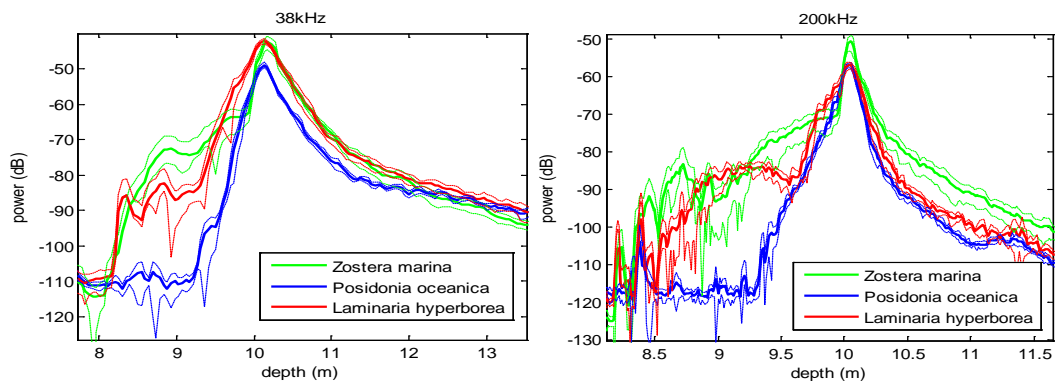 38kHz
-50
-60
-70
-80
-90
-100
-110
-120
power (dB)
8 9 10 11 12 13
depth (m)
Zostera marina
Posidonia oceanica
Laminaria hyperborea
200kHz
-50
-60
-70
-80
-90
-100
-110
-120
-130
power (dB)
8.5 9 9.5 10 10.5 11 11.5
depth (m)
Zostera marina
Posidonia oceanica
Laminaria hyperborea